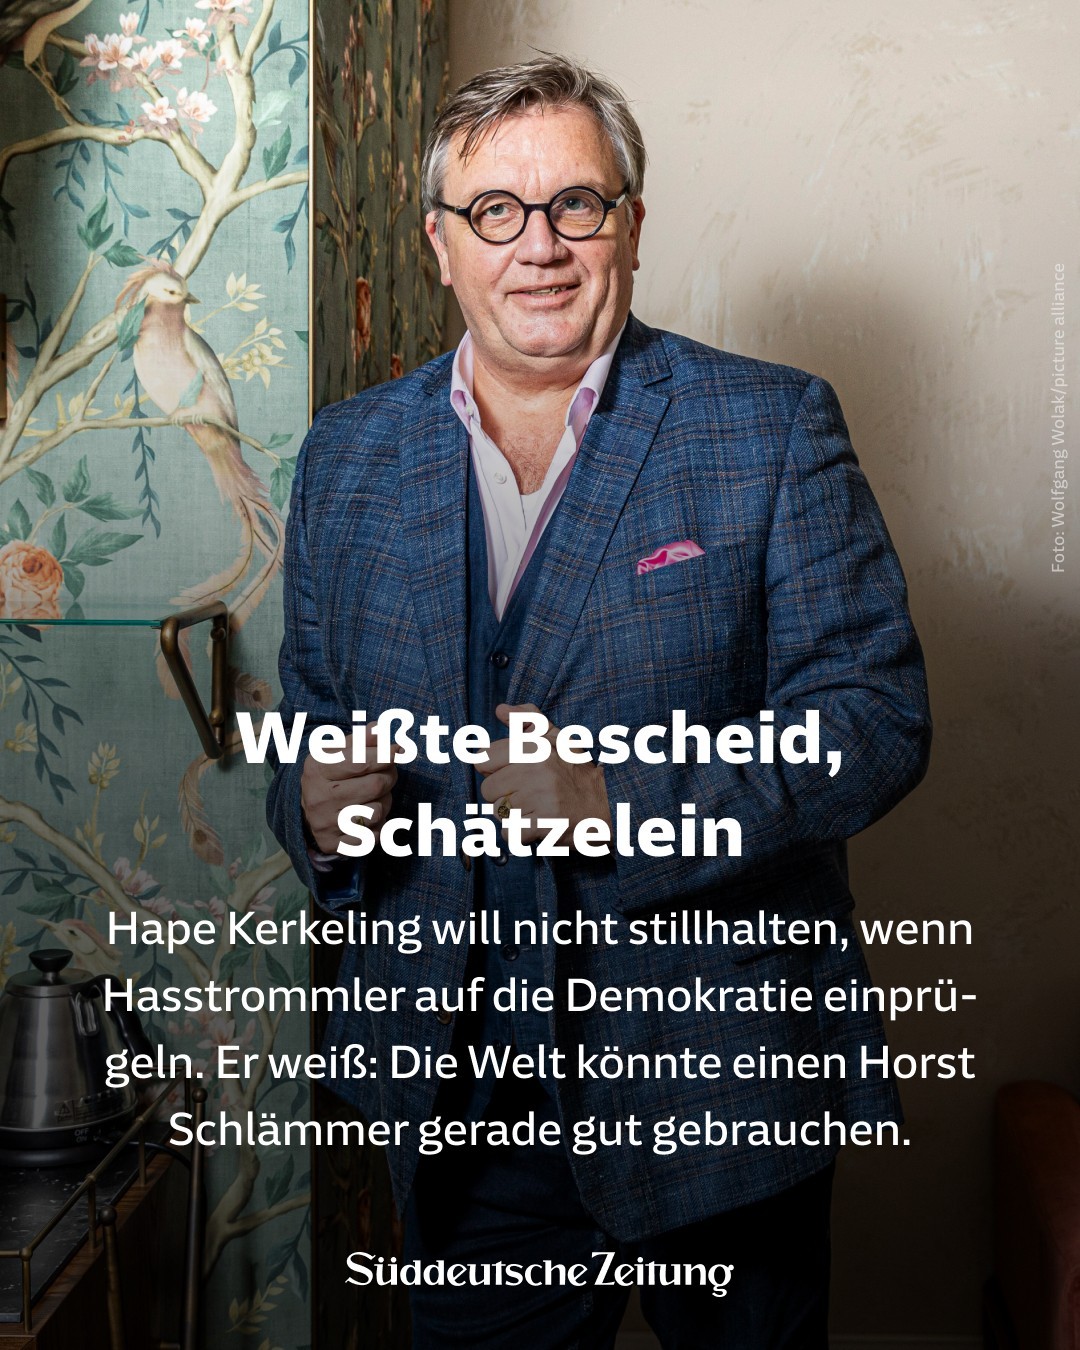 Foto: Wolfgang Wolak/picture alliance
Weißte Bescheid,
Schätzelein
Hape Kerkeling will nicht stillhalten, wenn
Hasstrommler auf die Demokratie einprü-
geln. Er weiß: Die Welt könnte einen Horst
Schlämmer gerade gut gebrauchen.
Süddeutsche Zeitung